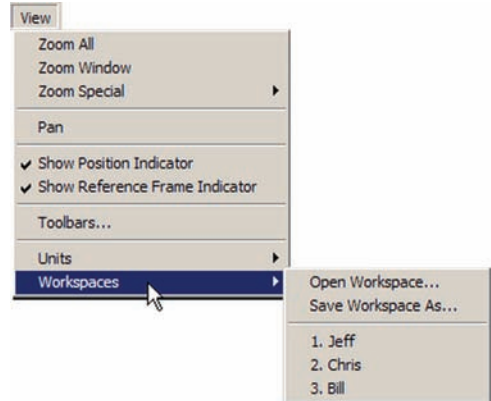 View
Zoom All
Zoom Window
Zoom Special
Pan
Show Position Indicator
Show Reference Frame Indicator
Toolbars...
Units
Workspaces
Open Workspace...
Save Workspace As...
1. Jeff
2. Chris
3. Bill